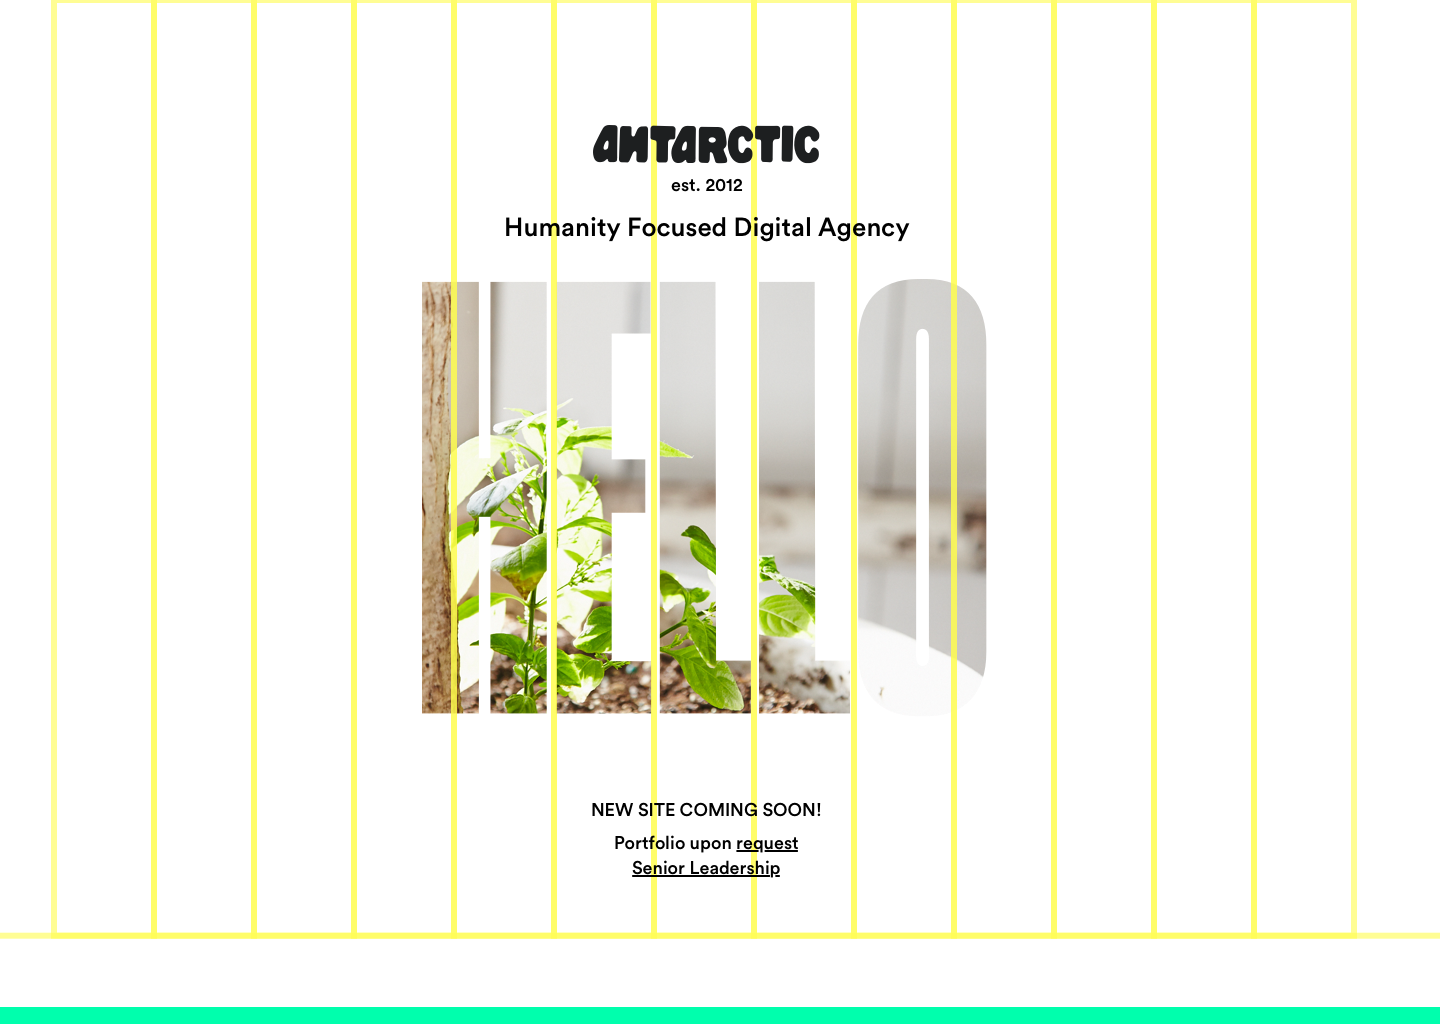 ANTARCTIC
est. 2012
Humanity Focused Digital Agency
HELLO
NEW SITE COMING SOON!
Portfolio upon request
Senior Leadership